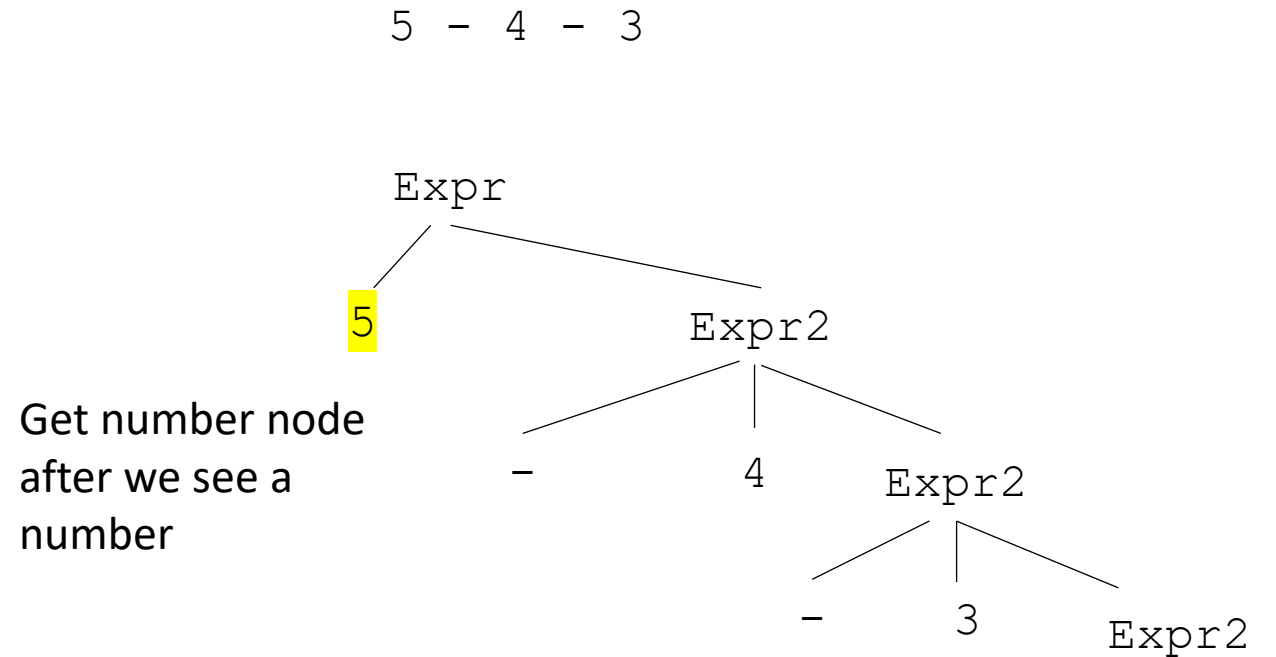 5 - 4 - 3
Expr
5
Expr2
Get number node
after we see a
number
-
4
Expr2
-
3
Expr2